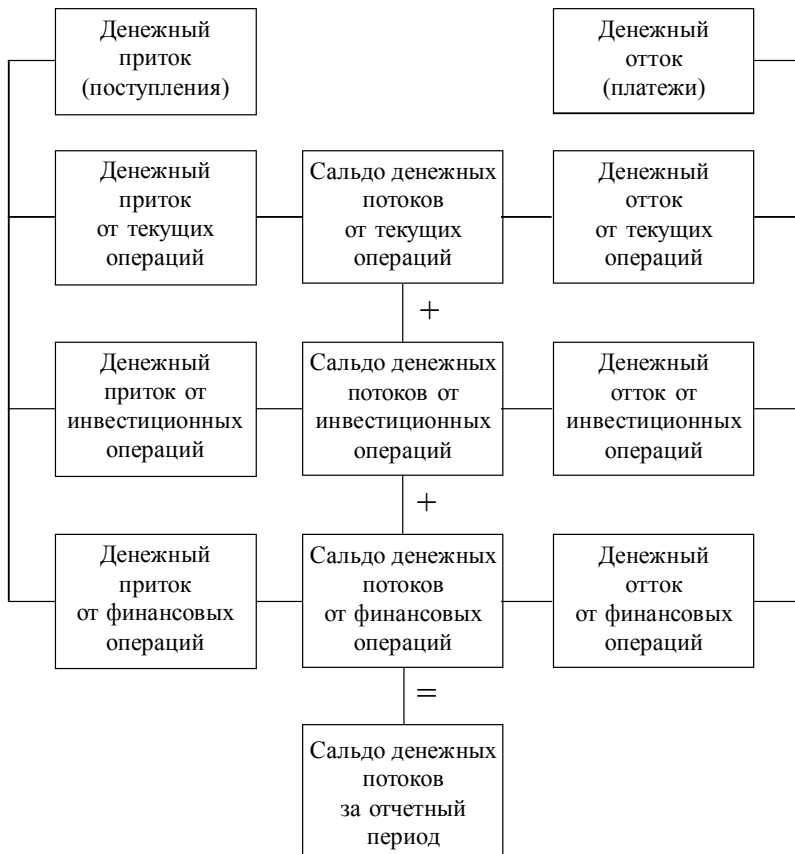 Денежный
приток
(поступления)
Денежный
отток
(платежи)
Денежный
приток
от текущих
операций
Сальдо денежных
потоков
от текущих
операций
Денежный
отток
от текущих
операций
+
Денежный
приток от
инвестиционных
операций
Сальдо денежных
потоков от
инвестиционных
операций
Денежный
отток от
инвестиционных
операций
+
Денежный
приток
от финансовых
операций
Сальдо денежных
потоков
от финансовых
операций
Денежный
отток
от финансовых
операций
=
Сальдо денежных
потоков
за отчетный
период